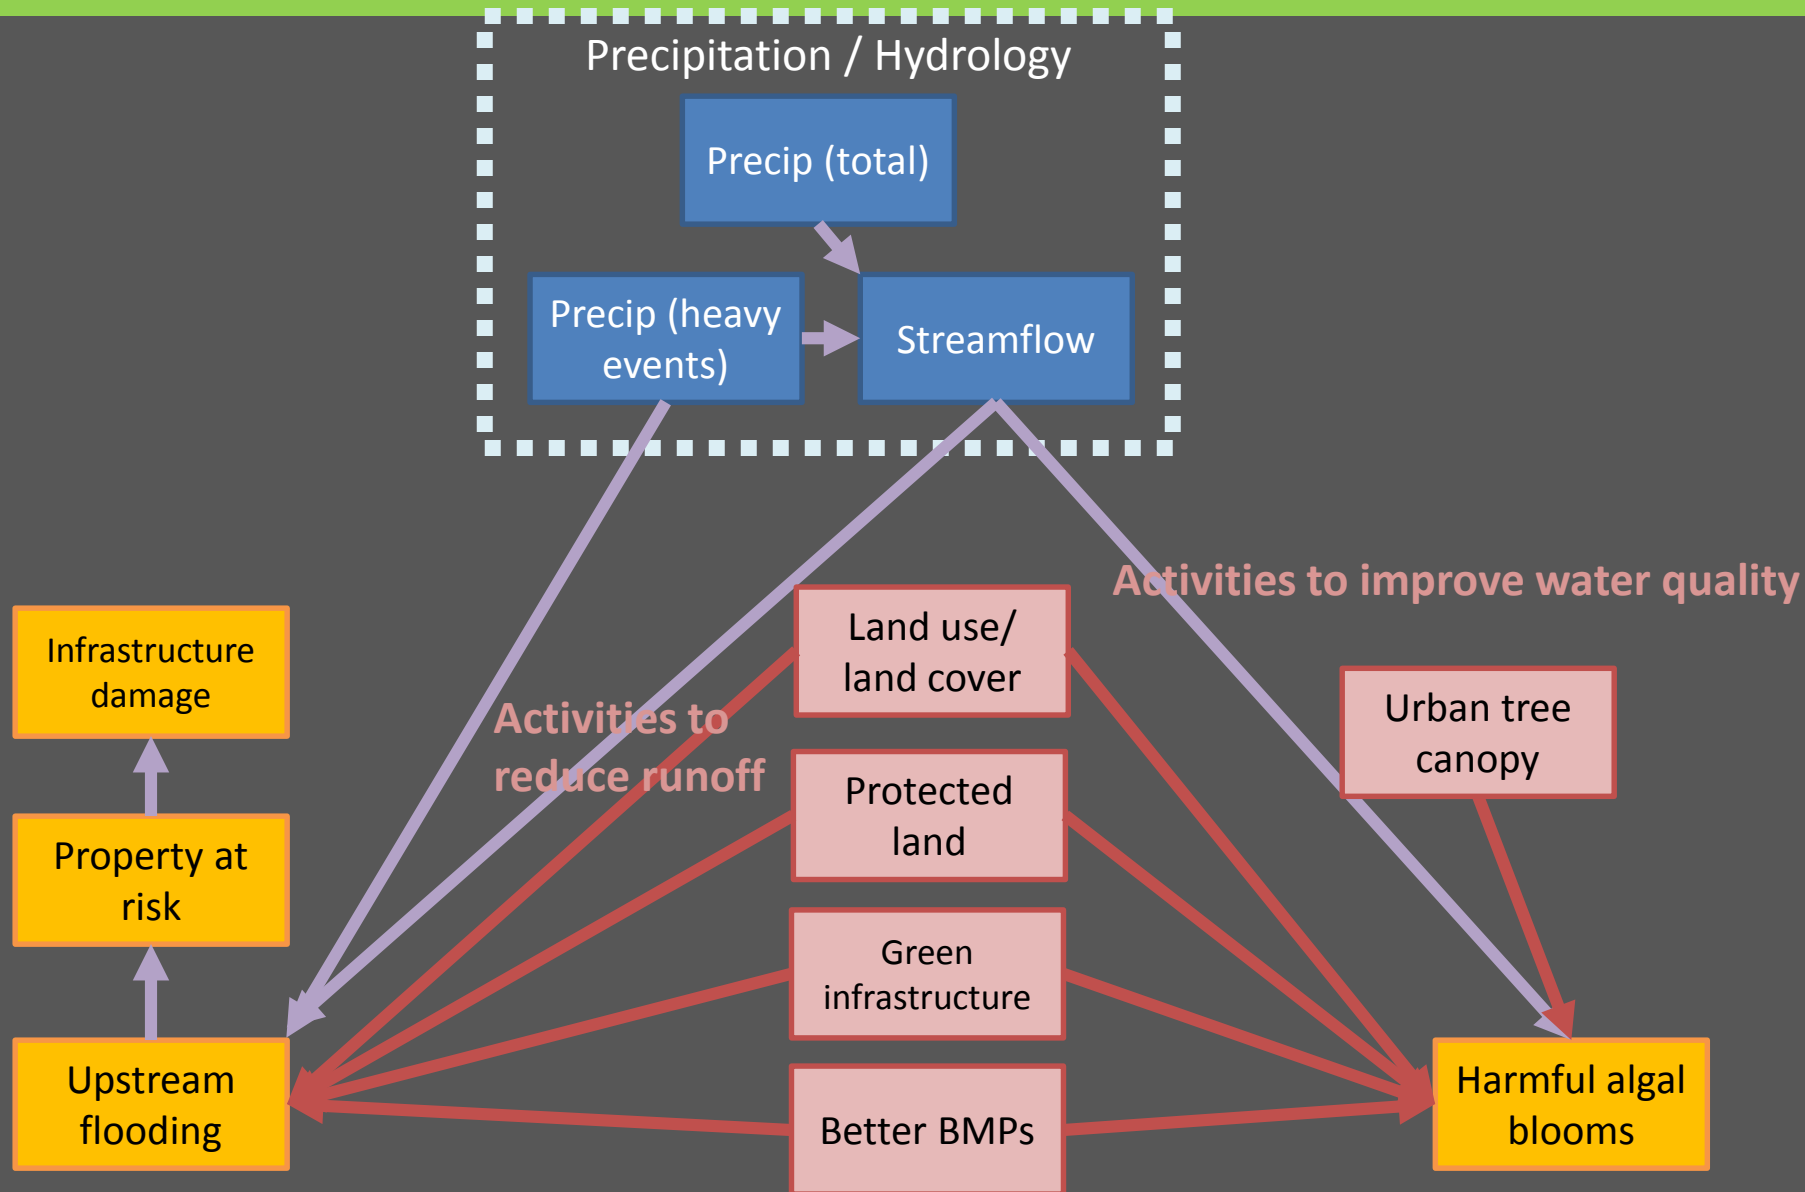 Precipitation / Hydrology
Precip (total)
Precip (heavy
events)
Streamflow
Activities to improve water quality
Land use/
land cover
Infrastructure
damage
Urban tree
canopy
Activities to
reduce runoff
Protected
land
Property at
risk
Green
infrastructure
Upstream
flooding
Better BMPs
Harmful algal
blooms